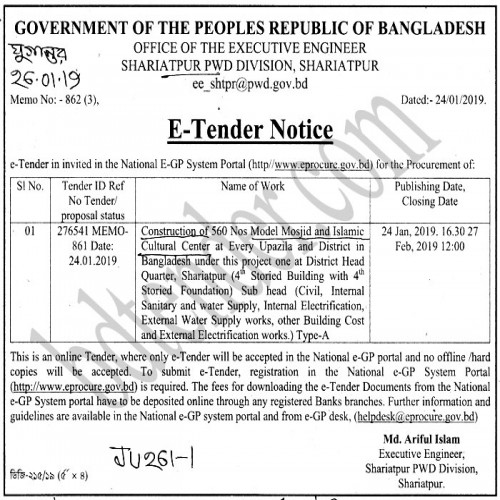 GOVERNMENT OF THE PEOPLES REPUBLIC OF BANGLADESH
OFFICE OF THE EXECUTIVE ENGINEER
যুগান্তর
SHARIATPUR PWD DIVISION, SHARIATPUR
26.01.19
ee_shtpr@pwd.gov.bd
Memo No:- 862 (3),
Dated:- 24/01/2019.
E-Tender Notice
e-Tender in invited in the National E-GP System Portal (http//www.eprocure.gov.bd) for the Procurement of:
Sl No.
Tender ID Ref
No Tender/
proposal status
Name of Work
Publishing Date,
Closing Date
01
276541 MEMO-
861 Date:
24.01.2019
Construction of 560 Nos Model Mosjid and Islamic
Cultural Center at Every Upazila and District in
Bangladesh under this project one at District Head
Quarter, Shariatpur (4th Storied Building with 4th
Storied Foundation) Sub head (Civil, Internal
Sanitary and water Supply, Internal Electrification,
External Water Supply works, other Building Cost
and External Electrification works.) Type-A
24 Jan, 2019. 16.30 27
Feb, 2019 12:00
This is an online Tender, where only e-Tender will be accepted in the National e-GP portal and no offline /hard
copies will be accepted. To submit e-Tender, registration in the National e-GP System Portal
(http://www.eprocure.gov.bd) is required. The fees for downloading the e-Tender Documents from the National
e-GP System portal have to be deposited online through any registered Banks branches. Further information and
guidelines are available in the National e-GP system portal and from e-GP desk, (helpdesk@eprocure.gov.bd)
Md. Ariful Islam
Executive Engineer,
Shariatpur PWD Division,
Shariatpur.
JU261-1
ডিজি-২১৫/১৯ (৫" × ৪)
bdtender.com